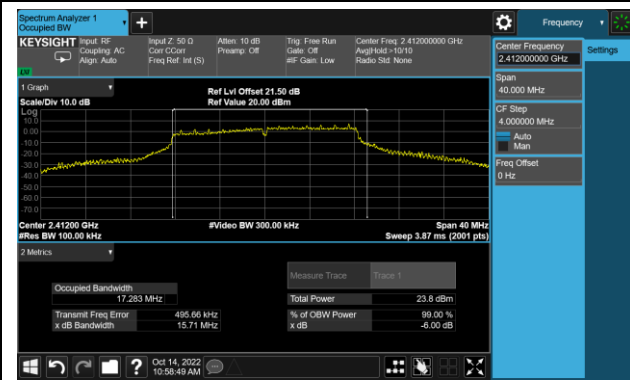 Spectrum Analyzer 1
Occupied BW
Frequency
KEYSIGHT Input: RF
Coupling: AC
Align: Auto
Input Z: 50 Ω
Corr CCorr
Freq Ref: Int (S)
Atten: 10 dB
Preamp: Off
Trig: Free Run
Gate: Off
#IF Gain: Low
Center Freq: 2.412000000 GHz
Avg|Hold:>10/10
Radio Std: None
Center Frequency
2.412000000 GHz
Settings
Span
40.000 MHz
CF Step
4.000000 MHz
Auto
Man
Freq Offset
0 Hz
1 Graph
Scale/Div 10.0 dB
Ref Lvl Offset 21.50 dB
Ref Value 20.00 dBm
Log
10.0
0.00
-10.0
-20.0
-30.0
-40.0
-50.0
-60.0
-70.0
Center 2.41200 GHz
#Res BW 100.00 kHz
#Video BW 300.00 kHz
Span 40 MHz
Sweep 3.87 ms (2001 pts)
2 Metrics
Measure Trace Trace 1
Occupied Bandwidth
17.283 MHz
Total Power 23.8 dBm
Transmit Freq Error 495.66 kHz
% of OBW Power 99.00 %
x dB Bandwidth 15.71 MHz
x dB -6.00 dB
Oct 14, 2022
10:58:49 AM